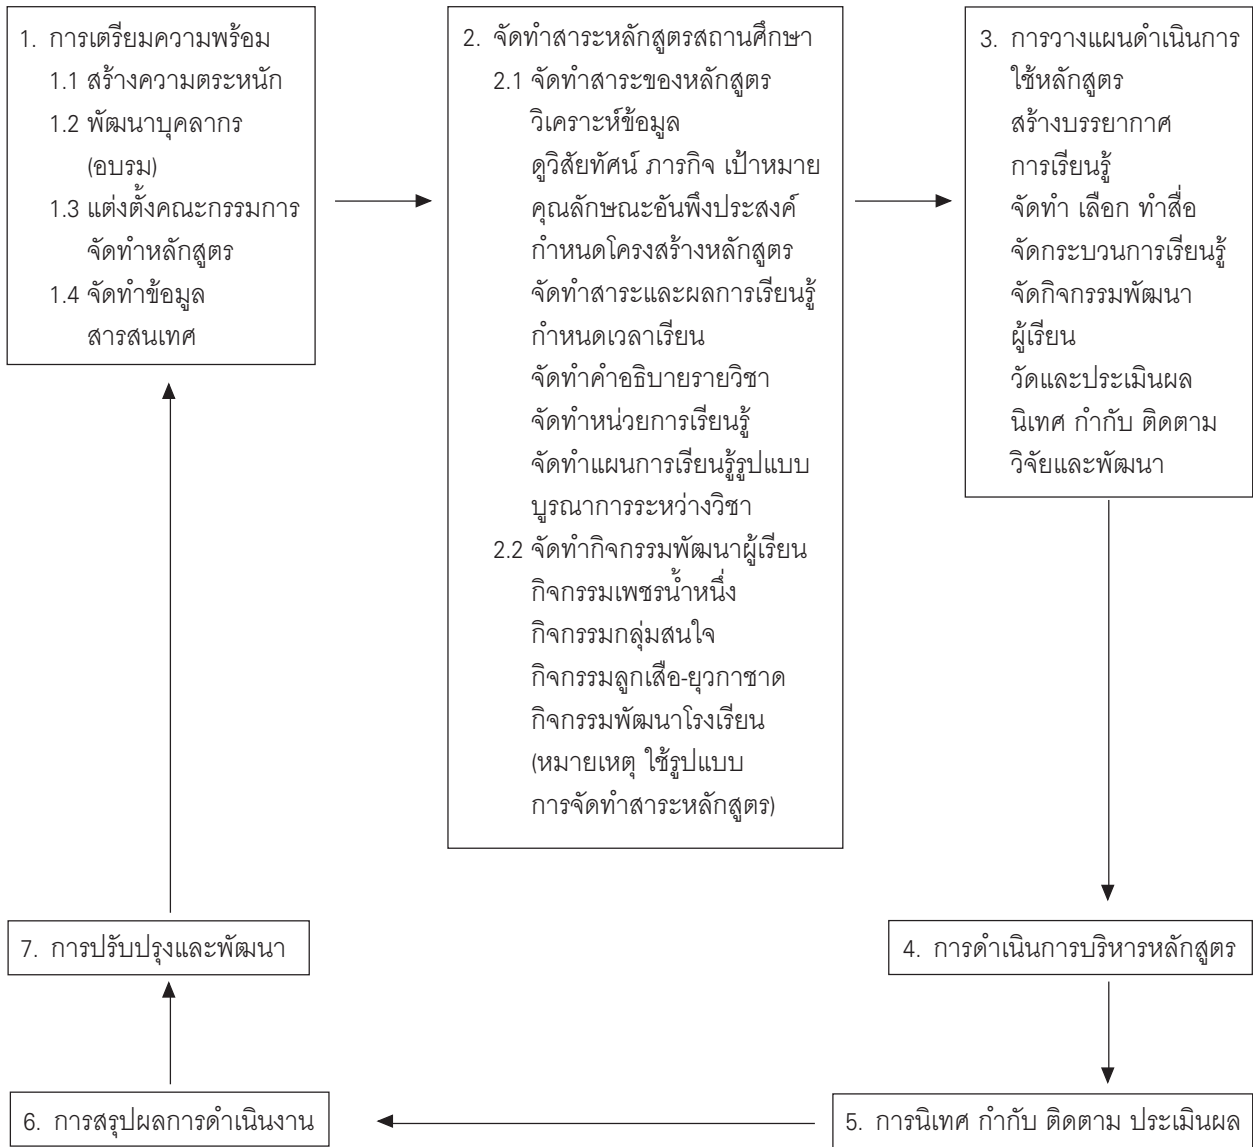 1. การเตรียมความพร้อม
1.1 สร้างความตระหนัก
1.2 พัฒนาบุคลากร
(อบรม)
1.3 แต่งตั้งคณะกรรมการ
จัดทำหลักสูตร
1.4 จัดทำข้อมูล
สารสนเทศ
2. จัดทำสาระหลักสูตรสถานศึกษา
2.1 จัดทำสาระของหลักสูตร
วิเคราะห์ข้อมูล
ดูวิสัยทัศน์ ภารกิจ เป้าหมาย
คุณลักษณะอันพึงประสงค์
กำหนดโครงสร้างหลักสูตร
จัดทำสาระและผลการเรียนรู้
กำหนดเวลาเรียน
จัดทำคำอธิบายรายวิชา
จัดทำหน่วยการเรียนรู้
จัดทำแผนการเรียนรู้รูปแบบ
บูรณาการระหว่างวิชา
2.2 จัดทำกิจกรรมพัฒนาผู้เรียน
กิจกรรมเพชรน้ำหนึ่ง
กิจกรรมกลุ่มสนใจ
กิจกรรมลูกเสือ-ยุวกาชาด
กิจกรรมพัฒนาโรงเรียน
(หมายเหตุ ใช้รูปแบบ
การจัดทำสาระหลักสูตร)
3. การวางแผนดำเนินการ
ใช้หลักสูตร
สร้างบรรยากาศ
การเรียนรู้
จัดทำ เลือก ทำสื่อ
จัดกระบวนการเรียนรู้
จัดกิจกรรมพัฒนา
ผู้เรียน
วัดและประเมินผล
นิเทศ กำกับ ติดตาม
วิจัยและพัฒนา
4. การดำเนินการบริหารหลักสูตร
5. การนิเทศ กำกับ ติดตาม ประเมินผล
6. การสรุปผลการดำเนินงาน
7. การปรับปรุงและพัฒนา